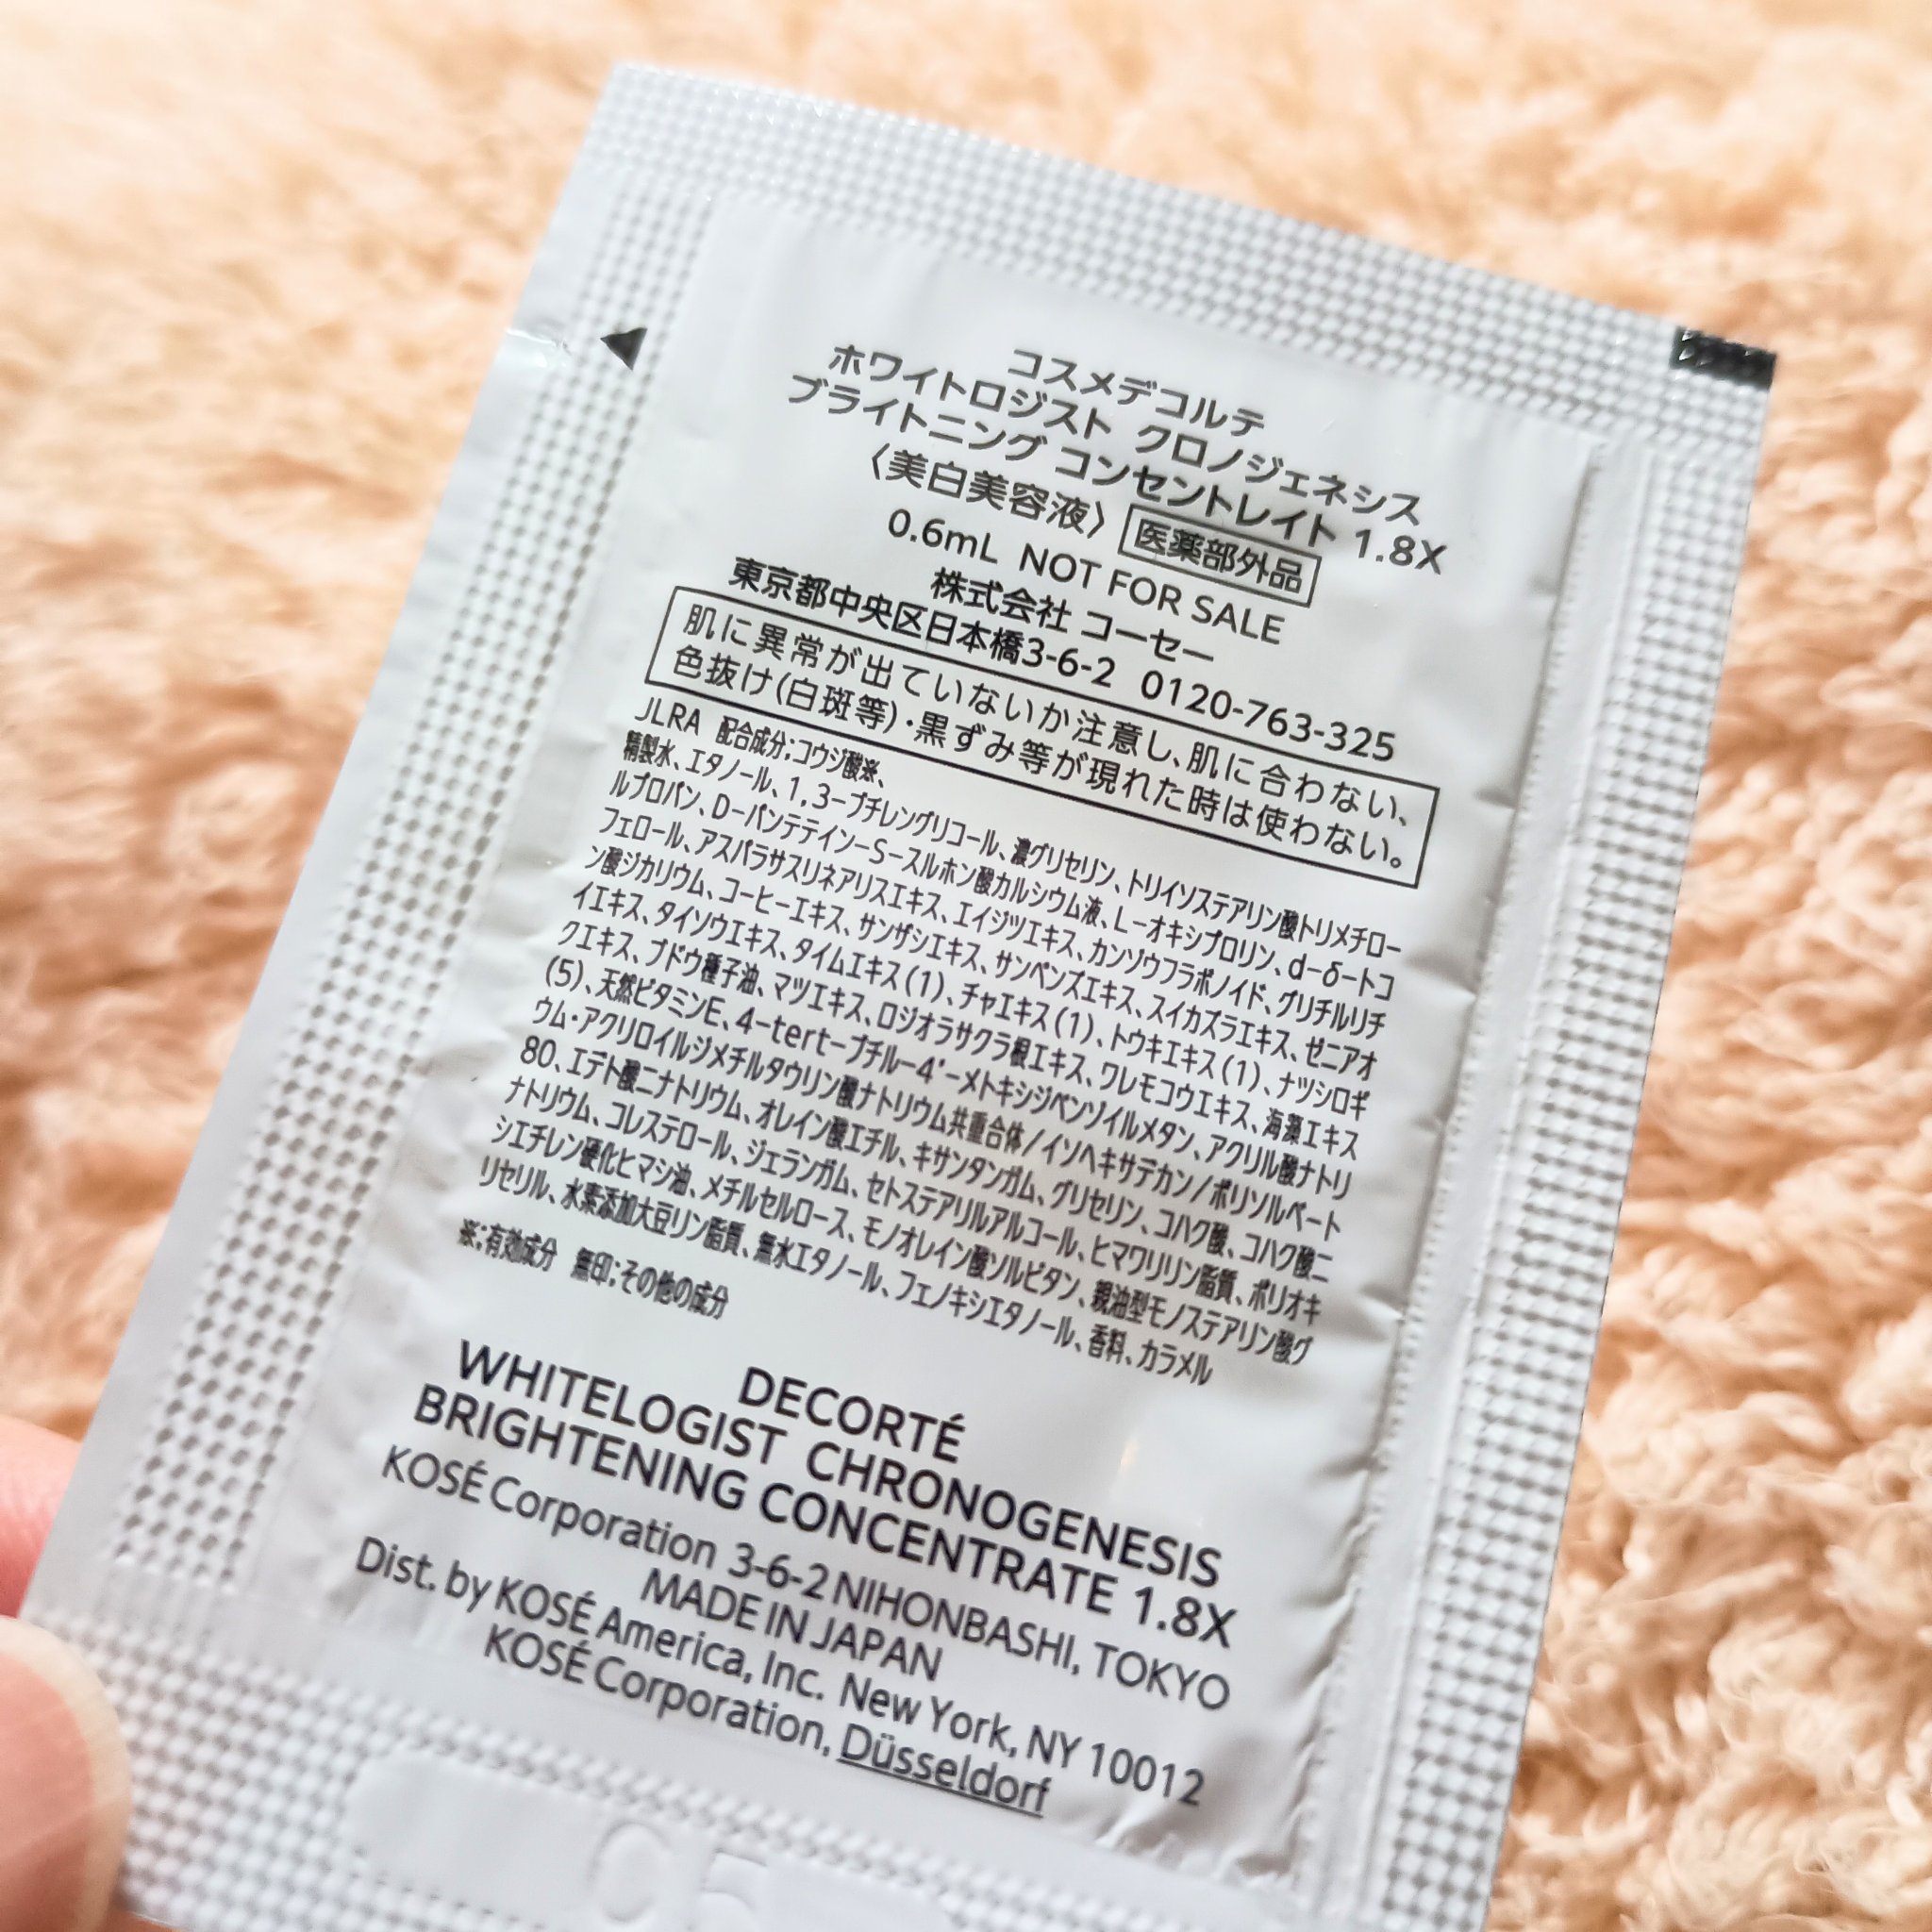 コスメデコルテ
ホワイトロジスト クロノジェネシス
ブライトニング コンセントレイト 1.8X
〈美白美容液〉 医薬部外品
0.6mL NOT FOR SALE
株式会社 コーセー
東京都中央区日本橋3-6-2 0120-763-325
肌に異常が出ていないか注意し、肌に合わない、
色抜け(白斑等)・黒ずみ等が現れた時は使わない。
JLRA 配合成分;コウジ酸※、
精製水、エタノール、1,3−ブチレングリコール、濃グリセリン、トリイソステアリン酸トリメチロー
ルプロパン、D−パンテテイン−S−スルホン酸カルシウム液、L−オキシプロリン、d−δ−トコ
フェロール、アスパラサスリネアリスエキス、エイジツエキス、カンゾウフラボノイド、グリチルリチ
ン酸ジカリウム、コーヒーエキス、サンザシエキス、サンペンズエキス、スイカズラエキス、ゼニアオ
イエキス、タイソウエキス、タイムエキス(1)、チャエキス(1)、トウキエキス(1)、ナツシロギ
クエキス、ブドウ種子油、マツエキス、ロジオラサクラ根エキス、ワレモコウエキス、海藻エキス
(5)、天然ビタミンE、4−tert−ブチル−4'−メトキシジベンゾイルメタン、アクリル酸ナトリ
ウム・アクリロイルジメチルタウリン酸ナトリウム共重合体/イソヘキサデカン/ポリソルベート
80、エデト酸二ナトリウム、オレイン酸エチル、キサンタンガム、グリセリン、コハク酸、コハク酸二
ナトリウム、コレステロール、ジェランガム、セトステアリルアルコール、ヒマワリリン脂質、ポリオキ
シエチレン硬化ヒマシ油、メチルセルロース、モノオレイン酸ソルビタン、親油型モノステアリン酸グ
リセリル、水素添加大豆リン脂質、無水エタノール、フェノキシエタノール、香料、カラメル
※;有効成分 無印;その他の成分
DECORTÉ
WHITELOGIST CHRONOGENESIS
BRIGHTENING CONCENTRATE 1.8X
KOSÉ Corporation 3-6-2 NIHONBASHI, TOKYO
MADE IN JAPAN
Dist. by KOSÉ America, Inc. New York, NY 10012
KOSÉ Corporation, Düsseldorf